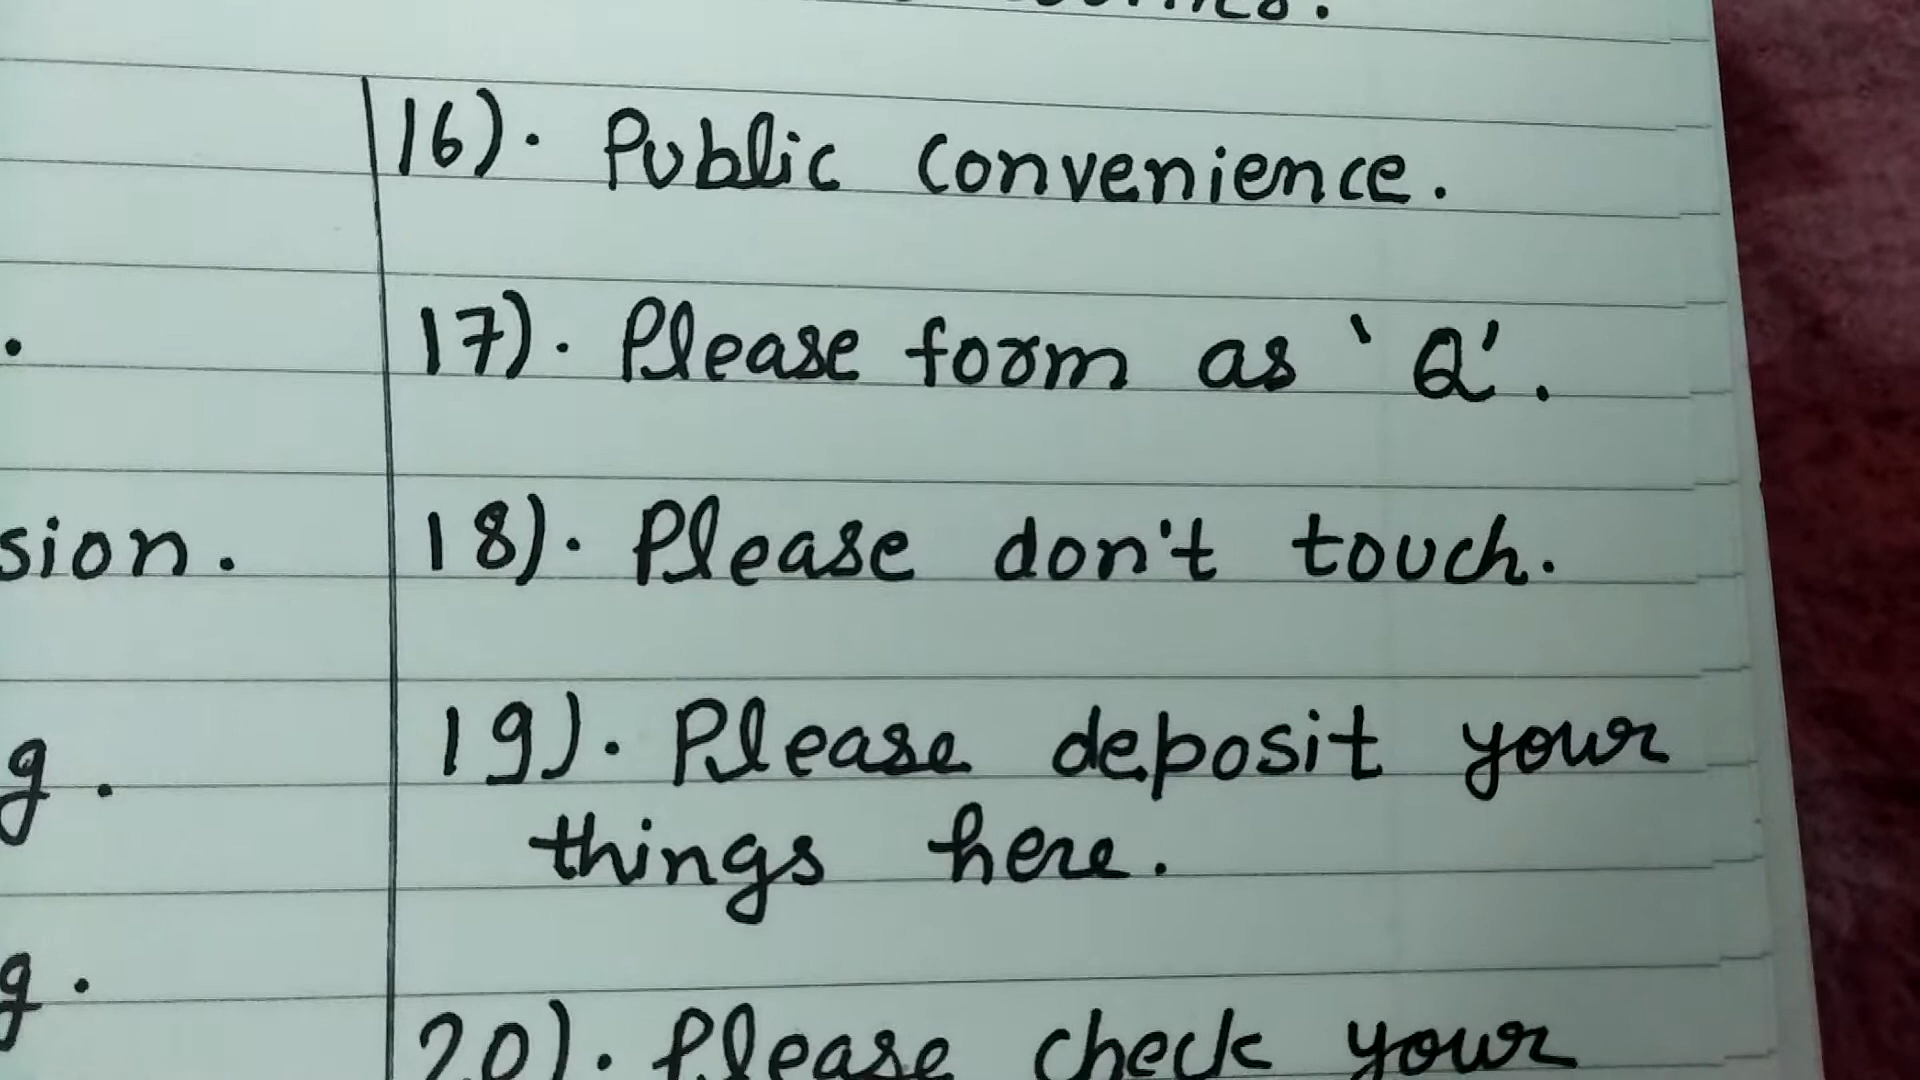 16). Public convenience.
17). Please form as 'Q'.
sion. 18). Please don't touch.
g. 19). Please deposit your
things here.
g. 20). Please check your